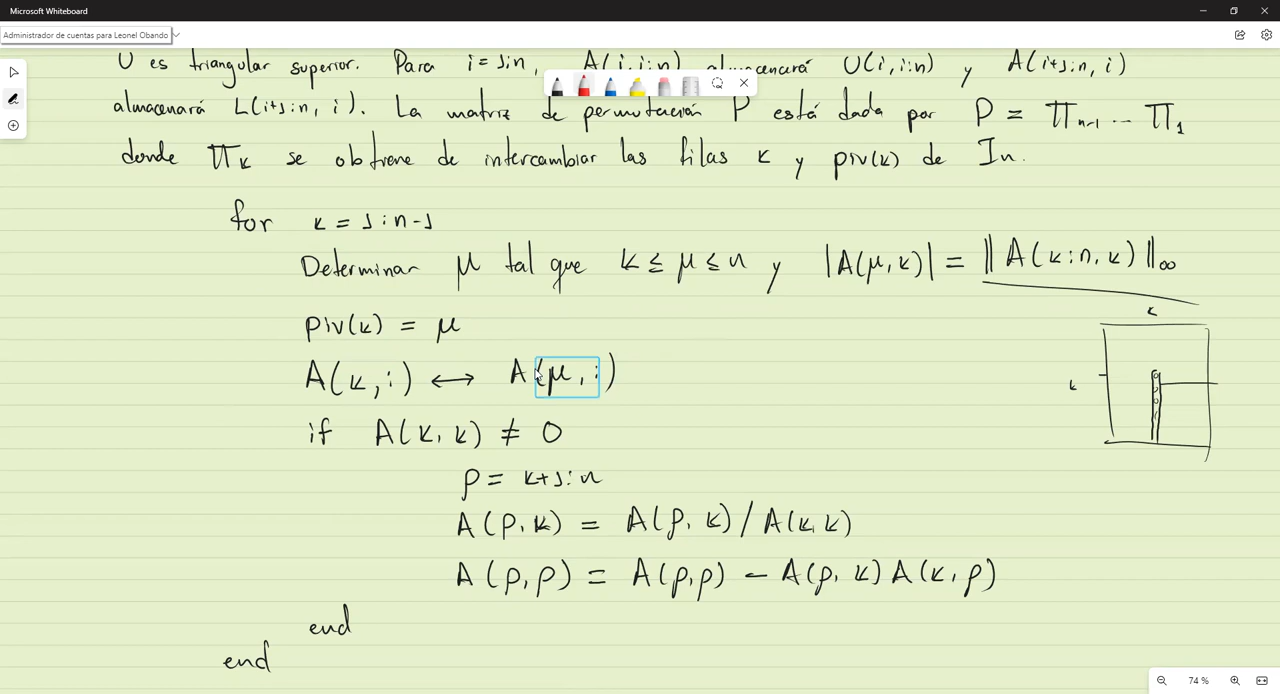 Microsoft Whiteboard
Administrador de cuentas para Leonel Obando
U es triangular superior. Para i=1:n, A(i,i:n) almacenará U(i,i:n) y A(i+1:n,i)
almacenará L(i+1:n, i). La matriz de permutación P está dada por P = Π_{n-1} ... Π_1
donde Π_K se obtiene de intercambiar las filas K y piv(K) de In.
for k = 1:n-1
Determinar μ tal que k ≤ μ ≤ n y |A(μ,k)| = ‖A(k:n,k)‖∞
piv(k) = μ
k
A(k,:) ↔ A(μ,:)
k
if A(k,k) ≠ 0
ρ = k+1:n
A(ρ,k) = A(ρ,k)/A(k,k)
A(ρ,ρ) = A(ρ,ρ) - A(ρ,k)A(k,ρ)
end
end
74 %